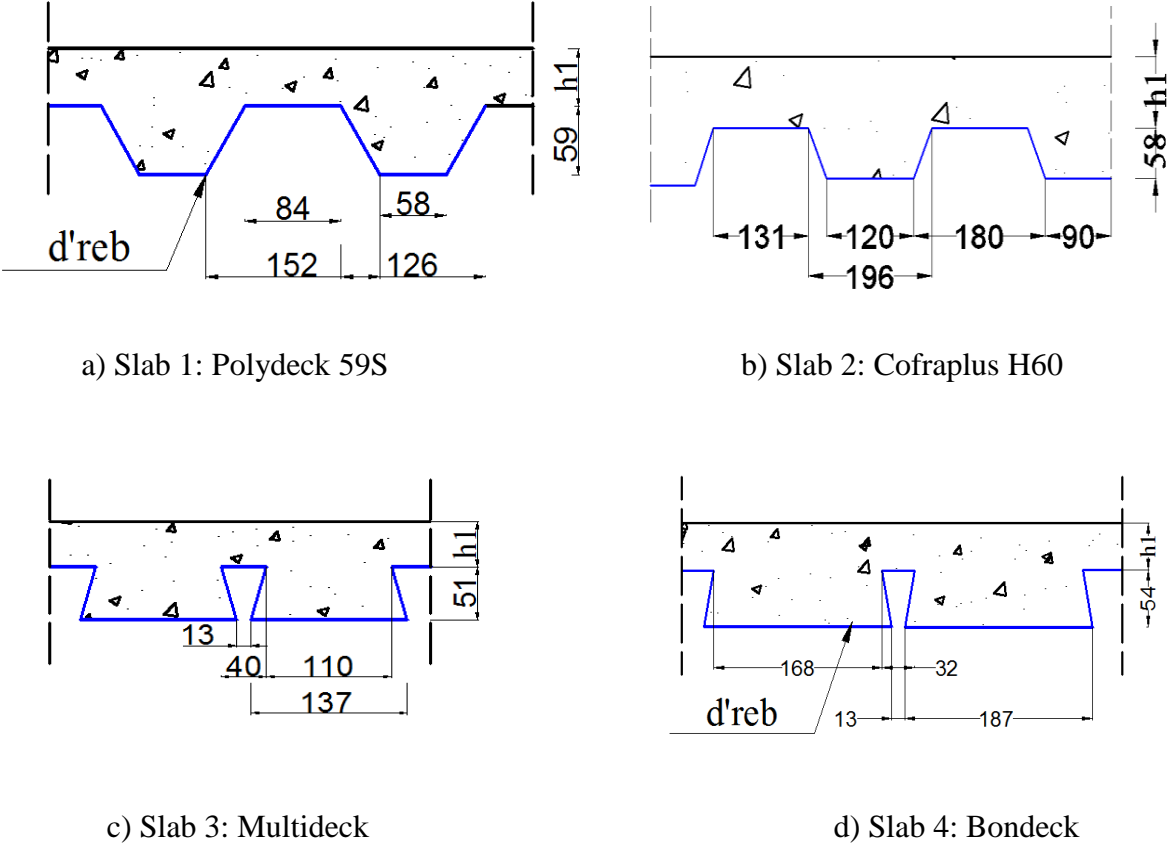 h1
59
84
58
d'reb
152
126
a) Slab 1: Polydeck 59S
h1
58
131
120
180
90
196
b) Slab 2: Cofraplus H60
h1
51
13
40
110
137
c) Slab 3: Multideck
h1
54
168
32
d'reb
13
187
d) Slab 4: Bondeck